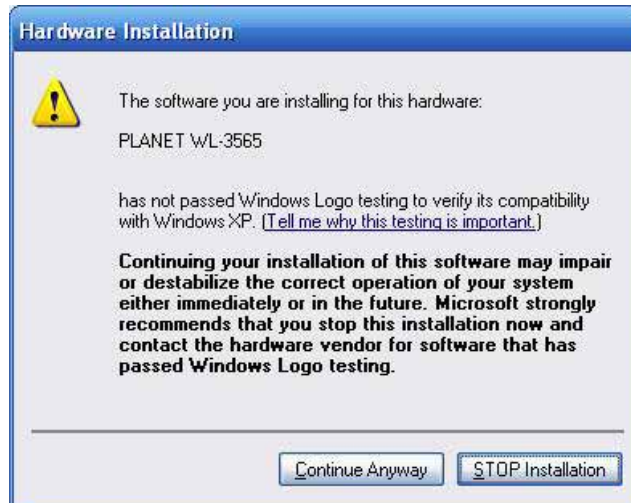 Hardware Installation
The software you are installing for this hardware:
PLANET WL-3565
has not passed Windows Logo testing to verify its compatibility
with Windows XP. (Tell me why this testing is important.)
Continuing your installation of this software may impair
or destabilize the correct operation of your system
either immediately or in the future. Microsoft strongly
recommends that you stop this installation now and
contact the hardware vendor for software that has
passed Windows Logo testing.
Continue Anyway
STOP Installation